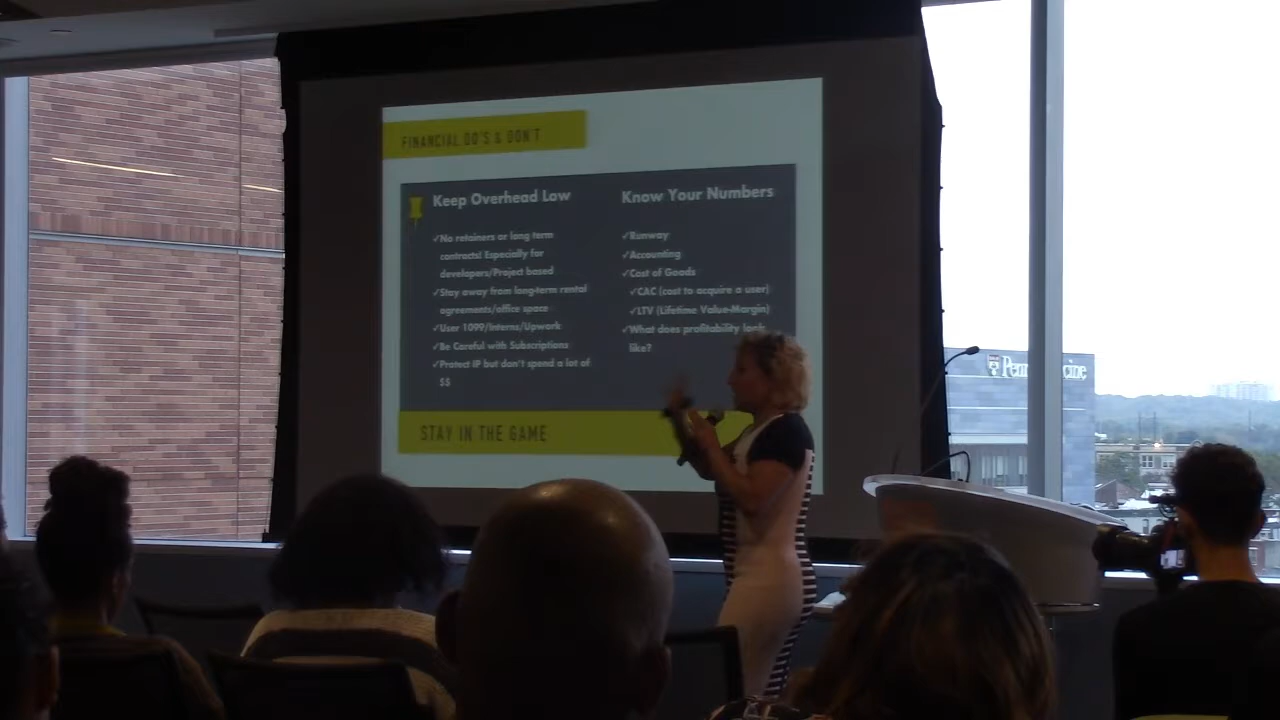 FINANCIAL DO'S & DON'T
Keep Overhead Low
✓No retainers or long term
contracts! Especially for
developers/Project based
✓Stay away from long-term rental
agreements/office space
✓User 1099/Interns/Upwork
✓Be Careful with Subscriptions
✓Protect IP but don't spend a lot of
$$
Know Your Numbers
✓Runway
✓Accounting
✓Cost of Goods
✓CAC (cost to acquire a user)
✓LTV (Lifetime Value-Margin)
✓What does profitability look
like?
STAY IN THE GAME